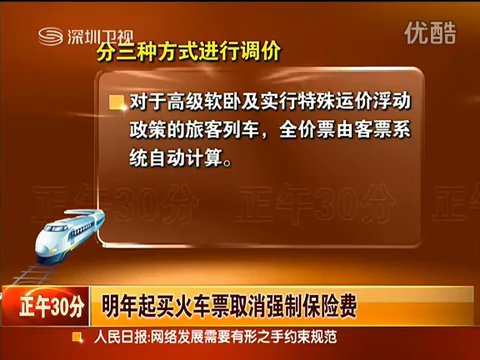 深圳卫视
优酷
分三种方式进行调价
对于高级软卧及实行特殊运价浮动
政策的旅客列车，全价票由客票系
统自动计算。
正午30分
正午30分
正午30分
明年起买火车票取消强制保险费
人民日报:网络发展需要有形之手约束规范